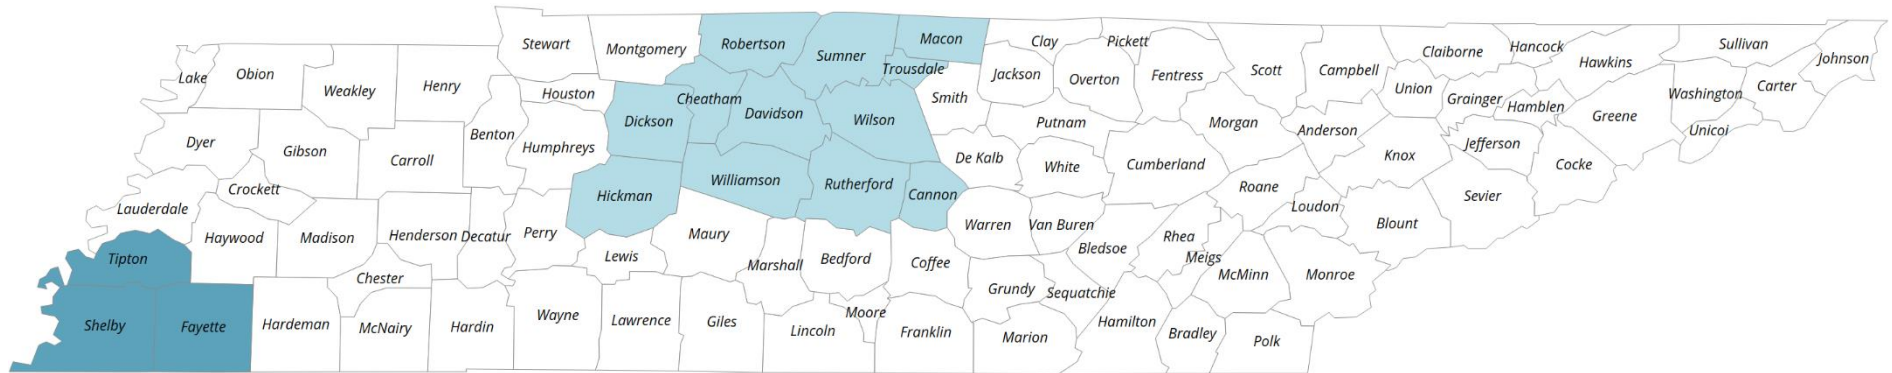 Stewart
Montgomery
Robertson
Sumner
Macon
Clay
Pickett
Claiborne
Hancock
Hawkins
Sullivan
Johnson
Lake
Obion
Weakley
Henry
Houston
Cheatham
Trousdale
Jackson
Overton
Fentress
Scott
Campbell
Union
Grainger
Hamblen
Greene
Washington
Carter
Unicoi
Dyer
Gibson
Carroll
Benton
Humphreys
Dickson
Davidson
Wilson
Smith
Putnam
Morgan
Anderson
Knox
Jefferson
Cocke
Lauderdale
Crockett
Hickman
Williamson
Rutherford
Cannon
De Kalb
White
Cumberland
Roane
Loudon
Blount
Sevier
Tipton
Haywood
Madison
Henderson
Decatur
Perry
Lewis
Maury
Marshall
Bedford
Coffee
Warren
Van Buren
Bledsoe
Rhea
Meigs
McMinn
Monroe
Shelby
Fayette
Hardeman
Chester
McNairy
Hardin
Wayne
Lawrence
Giles
Lincoln
Moore
Franklin
Grundy
Sequatchie
Marion
Hamilton
Bradley
Polk